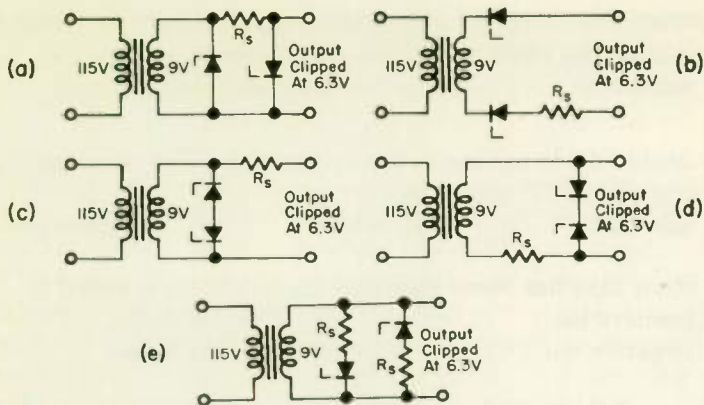 (a)
115V
9V
Rs
Output
Clipped
At 6.3V
115V
9V
Rs
Output
Clipped
At 6.3V
(b)
(c)
115V
9V
Rs
Output
Clipped
At 6.3V
115V
9V
Rs
Output
Clipped
At 6.3V
(d)
(e)
115V
9V
Rs
Rs
Output
Clipped
At 6.3V